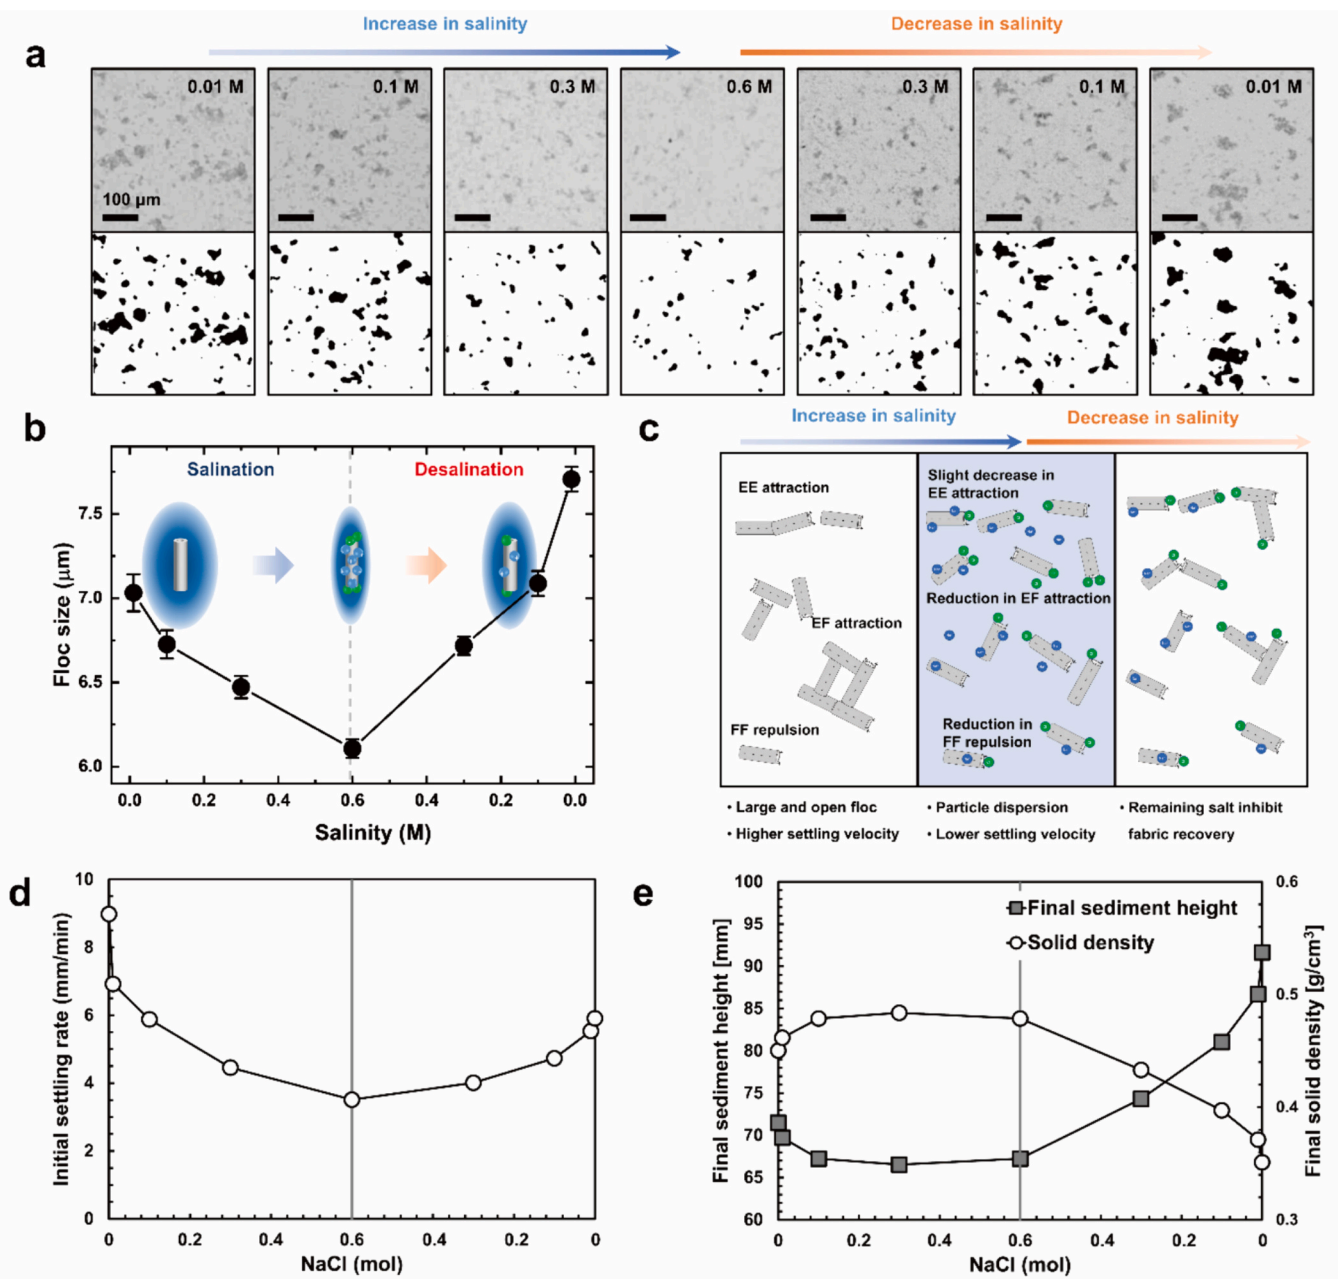 Increase in salinity
Decrease in salinity
a
0.01 M
0.1 M
0.3 M
0.6 M
0.3 M
0.1 M
0.01 M
100 μm
b
Salination
Desalination
7.5
7.0
6.5
6.0
Floc size (μm)
0.0
0.2
0.4
0.6
0.4
0.2
0.0
Salinity (M)
c
Increase in salinity
Decrease in salinity
EE attraction
EF attraction
FF repulsion
Slight decrease in
EE attraction
Reduction in EF attraction
Reduction in
FF repulsion
• Large and open floc
• Higher settling velocity
• Particle dispersion
• Lower settling velocity
• Remaining salt inhibit
fabric recovery
d
10
8
6
4
2
0
Initial settling rate (mm/min)
0
0.2
0.4
0.6
0.4
0.2
0
NaCl (mol)
e
100
95
90
85
80
75
70
65
60
Final sediment height [mm]
Final sediment height
Solid density
0.6
0.5
0.4
0.3
Final solid density [g/cm³]
0
0.2
0.4
0.6
0.4
0.2
0
NaCl (mol)